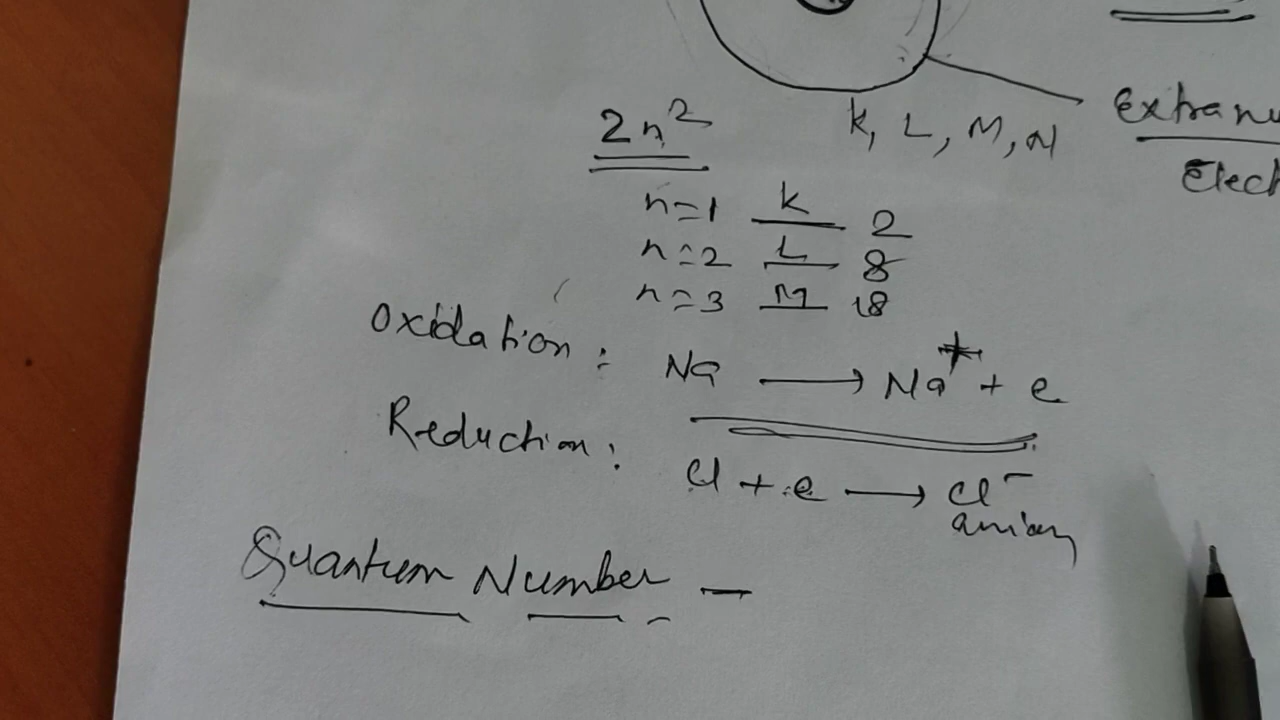 Extranu
Elect
K, L, M, N
2n²
n=1 K 2
n=2 L 8
n=3 M 18
Oxidation : Na → Na⁺ + e
Reduction : Cl + e → Cl⁻
anion
Quantum Number -